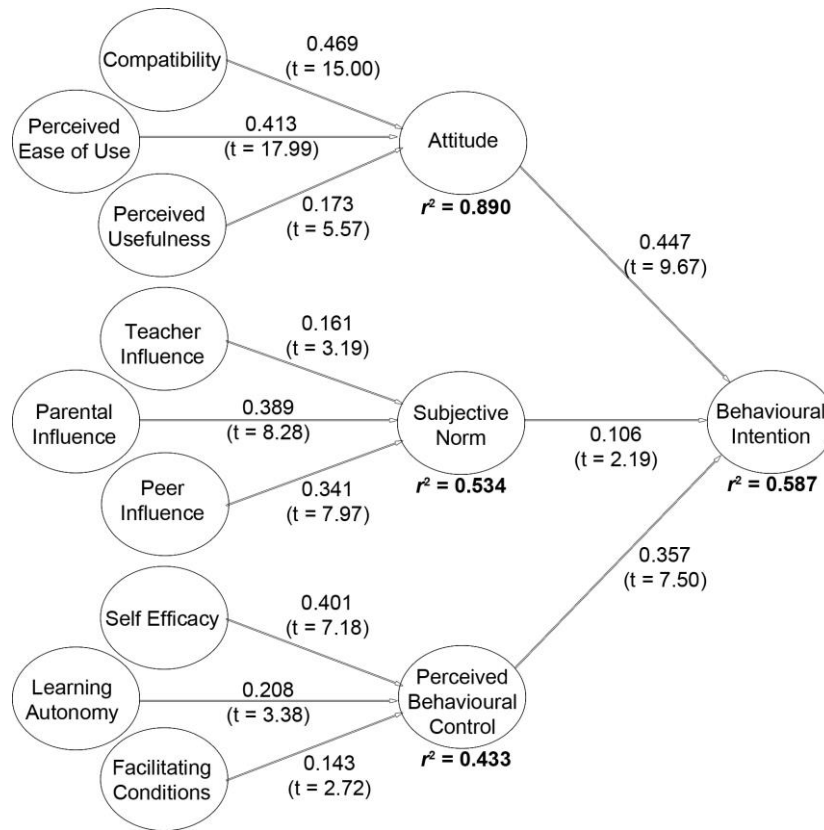 Compatibility
0.469
(t = 15.00)
Perceived
Ease of Use
0.413
(t = 17.99)
Attitude
r² = 0.890
Perceived
Usefulness
0.173
(t = 5.57)
0.447
(t = 9.67)
Teacher
Influence
0.161
(t = 3.19)
Parental
Influence
0.389
(t = 8.28)
Subjective
Norm
r² = 0.534
0.106
(t = 2.19)
Behavioural
Intention
r² = 0.587
Peer
Influence
0.341
(t = 7.97)
0.357
(t = 7.50)
Self Efficacy
0.401
(t = 7.18)
Learning
Autonomy
0.208
(t = 3.38)
Perceived
Behavioural
Control
r² = 0.433
Facilitating
Conditions
0.143
(t = 2.72)